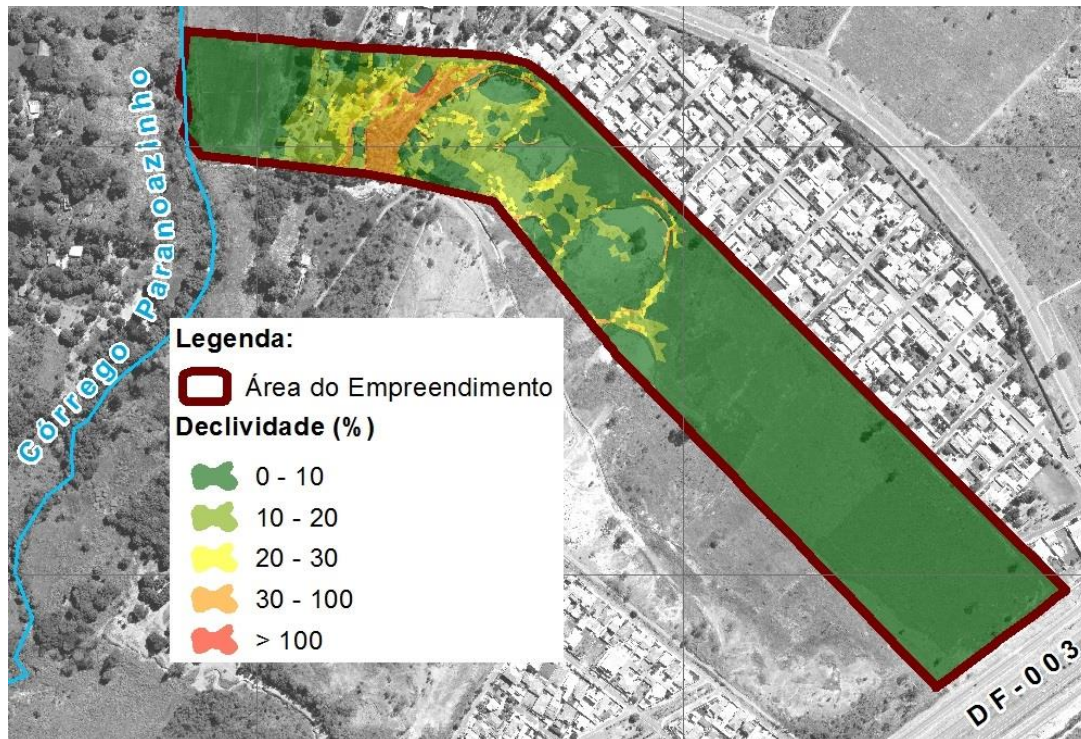 Córrego Paranoazinho
Legenda:
Área do Empreendimento
Declividade (%)
0 - 10
10 - 20
20 - 30
30 - 100
> 100
DF-003